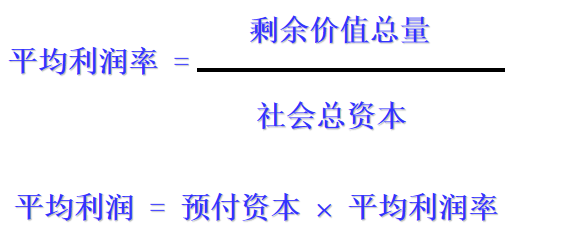 剩余价值总量
平均利润率 =
社会总资本
平均利润 = 预付资本 × 平均利润率